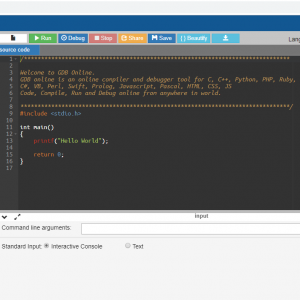 Run Debug Stop Share Save { } Beautify
Lang
source code
1 /******************************************************************************
2
3 Welcome to GDB Online.
4 GDB online is an online compiler and debugger tool for C, C++, Python, PHP, Ruby,
5 C#, VB, Perl, Swift, Prolog, Javascript, Pascal, HTML, CSS, JS
6 Code, Compile, Run and Debug online from anywhere in world.
7
8 *******************************************************************************/
9 #include <stdio.h>
10
11 int main()
12 {
13 printf("Hello World");
14
15 return 0;
16 }
17
input
Command line arguments:
Standard Input: Interactive Console Text